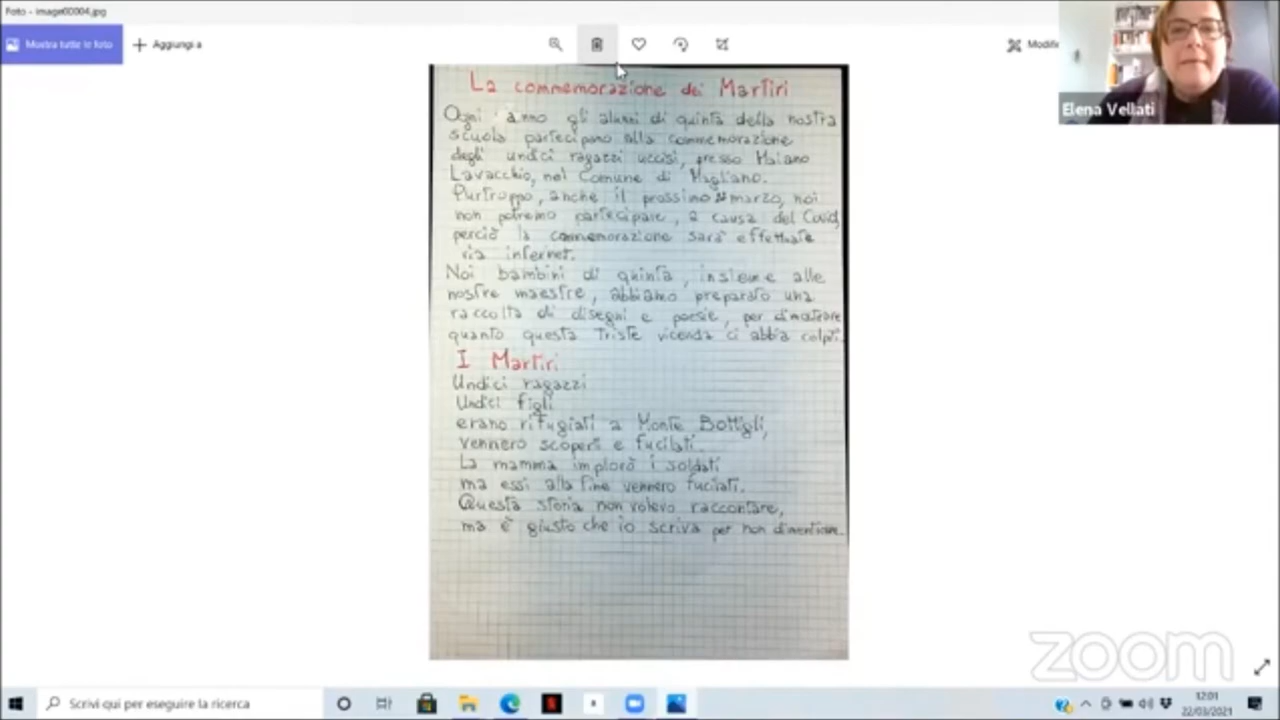 Foto - image00004.jpg
Mostra tutte le foto
Aggiungi a
Modifi
Elena Vellati
La commemorazione dei Martiri
Ogni anno gli alunni di quinta della nostra
scuola partecipano alla commemorazione
degli undici ragazzi uccisi, presso Maiano
Lavacchio, nel Comune di Magliano.
Purtroppo, anche il prossimo marzo, noi
non potremo partecipare, a causa del Covid,
perciò la commemorazione sarà effettuata
via internet.
Noi bambini di quinta, insieme alle
nostre maestre, abbiamo preparato una
raccolta di disegni e poesie, per dimostrare
quanto questa triste vicenda ci abbia colpiti.
I Martiri
Undici ragazzi
Undici figli
erano rifugiati a Monte Bottigli,
vennero scoperti e fucilati.
La mamma implorò i soldati
ma essi alla fine vennero fucilati.
Questa storia non volevo raccontare,
ma è giusto che io scriva per non dimenticare.
zoom
Scrivi qui per eseguire la ricerca
12:01
22/03/2021